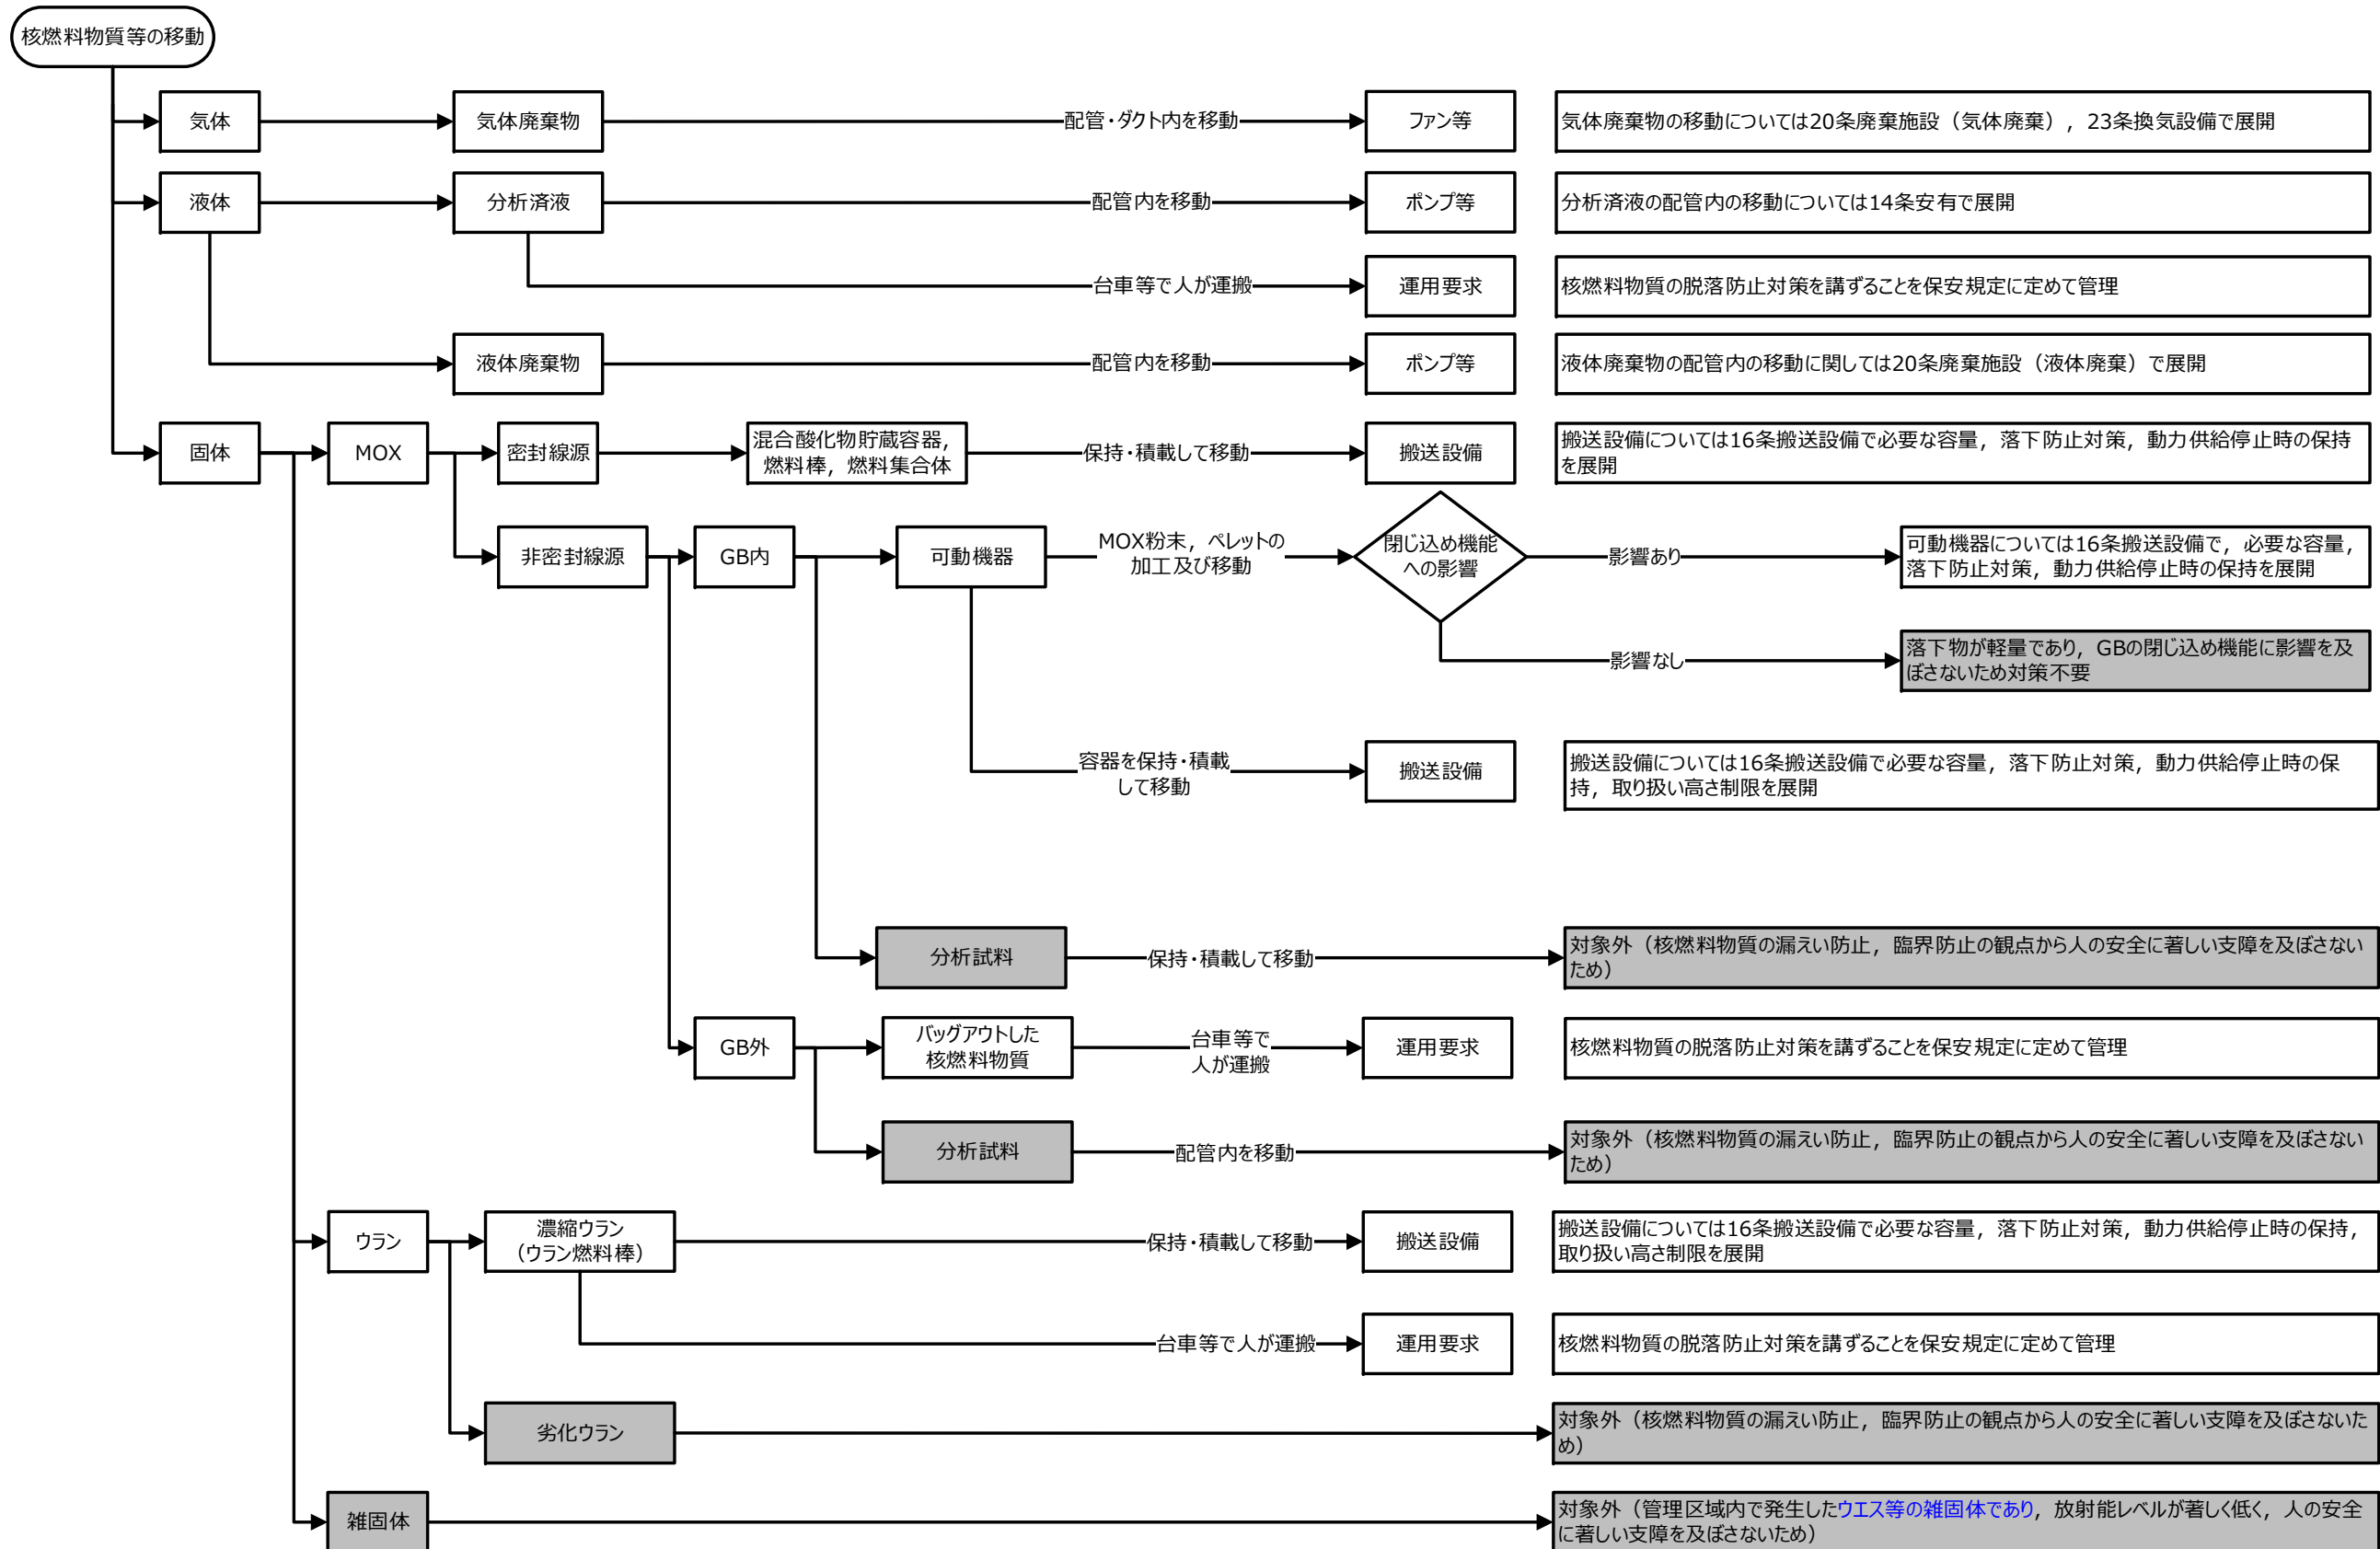 核燃料物質等の移動
気体
気体廃棄物
配管・ダクト内を移動
ファン等
気体廃棄物の移動については20条廃棄施設（気体廃棄），23条換気設備で展開
液体
分析済液
配管内を移動
ポンプ等
分析済液の配管内の移動については14条安有で展開
台車等で人が運搬
運用要求
核燃料物質の脱落防止対策を講ずることを保安規定に定めて管理
液体廃棄物
配管内を移動
ポンプ等
液体廃棄物の配管内の移動に関しては20条廃棄施設（液体廃棄）で展開
固体
MOX
密封線源
混合酸化物貯蔵容器，
燃料棒，燃料集合体
保持・積載して移動
搬送設備
搬送設備については16条搬送設備で必要な容量，落下防止対策，動力供給停止時の保持
を展開
非密封線源
GB内
可動機器
MOX粉末，ペレットの
加工及び移動
閉じ込め機能
への影響
影響あり
可動機器については16条搬送設備で，必要な容量，
落下防止対策，動力供給停止時の保持を展開
影響なし
落下物が軽量であり，GBの閉じ込め機能に影響を及
ぼさないため対策不要
容器を保持・積載
して移動
搬送設備
搬送設備については16条搬送設備で必要な容量，落下防止対策，動力供給停止時の保
持，取り扱い高さ制限を展開
分析試料
保持・積載して移動
対象外（核燃料物質の漏えい防止，臨界防止の観点から人の安全に著しい支障を及ぼさない
ため）
GB外
バッグアウトした
核燃料物質
台車等で
人が運搬
運用要求
核燃料物質の脱落防止対策を講ずることを保安規定に定めて管理
分析試料
配管内を移動
対象外（核燃料物質の漏えい防止，臨界防止の観点から人の安全に著しい支障を及ぼさない
ため）
ウラン
濃縮ウラン
（ウラン燃料棒）
保持・積載して移動
搬送設備
搬送設備については16条搬送設備で必要な容量，落下防止対策，動力供給停止時の保持，
取り扱い高さ制限を展開
台車等で人が運搬
運用要求
核燃料物質の脱落防止対策を講ずることを保安規定に定めて管理
劣化ウラン
対象外（核燃料物質の漏えい防止，臨界防止の観点から人の安全に著しい支障を及ぼさないた
め）
雑固体
対象外（管理区域内で発生したウエス等の雑固体であり，放射能レベルが著しく低く，人の安全
に著しい支障を及ぼさないため）